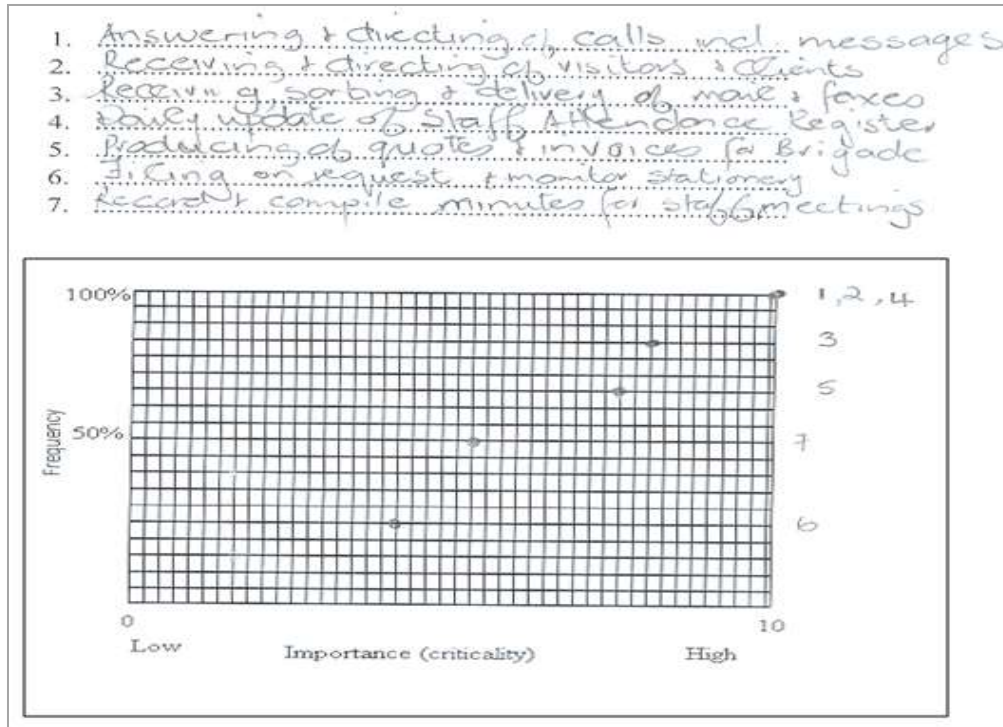 1. Answering & directing of calls incl. messages
2. Receiving & directing of visitors & clients
3. Receiving, sorting & delivery of mail & faxes
4. Daily update of Staff Attendance Register
5. Producing of quotes & invoices for Brigade
6. Filing on request & monitor stationery
7. Record & compile minutes for staff meetings
100% 1, 2, 4
3
5
Frequency
50% 7
6
0 10
Low Importance (criticality) High